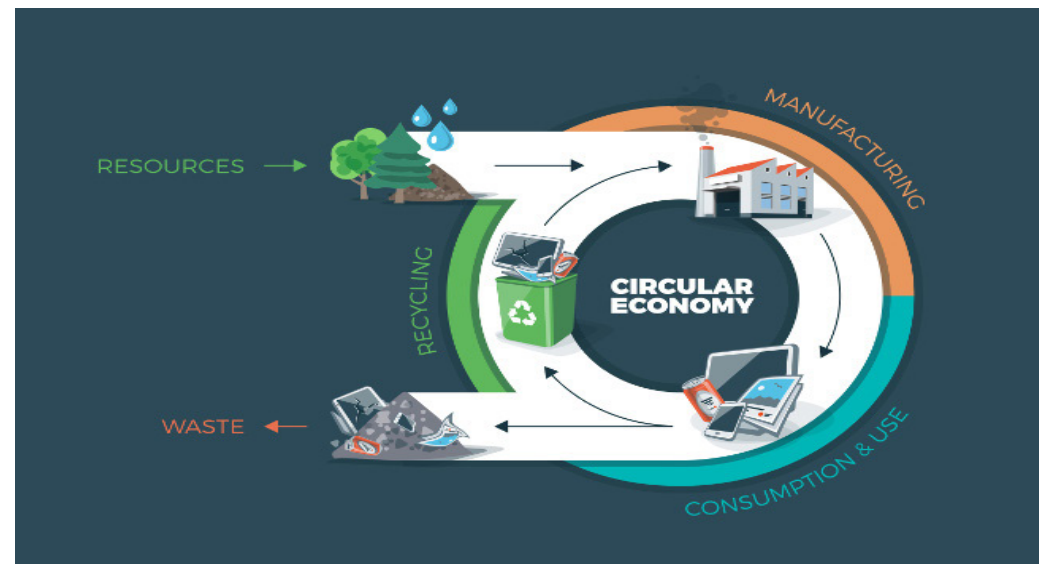 MANUFACTURING
RESOURCES
RECYCLING
CIRCULAR
ECONOMY
WASTE
CONSUMPTION & USE